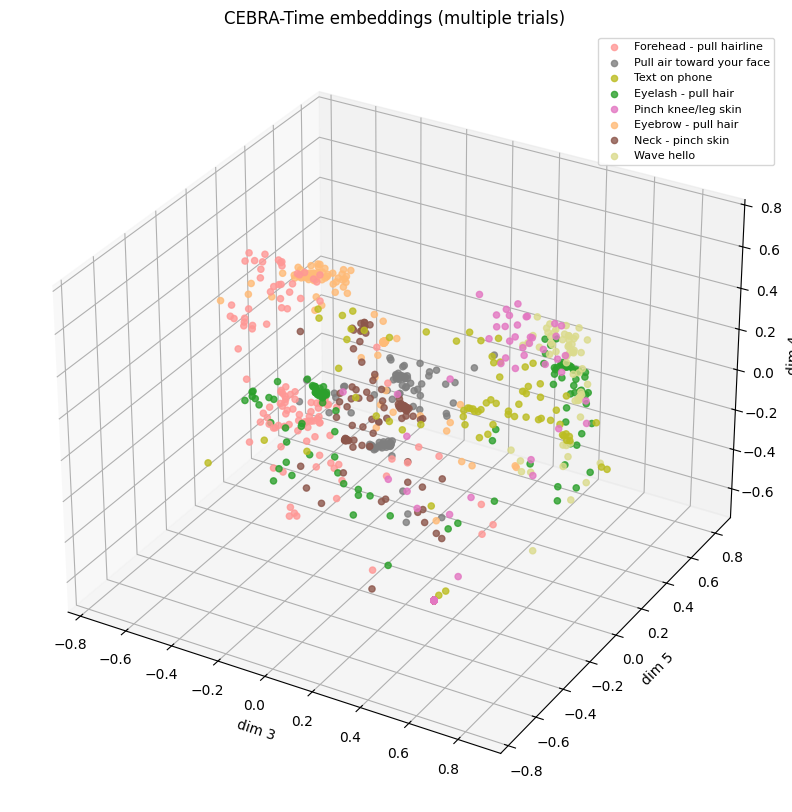 CEBRA-Time embeddings (multiple trials)
Forehead - pull hairline
Pull air toward your face
Text on phone
Eyelash - pull hair
Pinch knee/leg skin
Eyebrow - pull hair
Neck - pinch skin
Wave hello
0.8
0.6
0.4
0.2
0.0
−0.2
−0.4
−0.6
dim 4
−0.8
−0.6
−0.4
−0.2
0.0
0.2
0.4
0.6
0.8
dim 3
0.8
0.6
0.4
0.2
0.0
−0.2
−0.4
−0.6
−0.8
dim 5